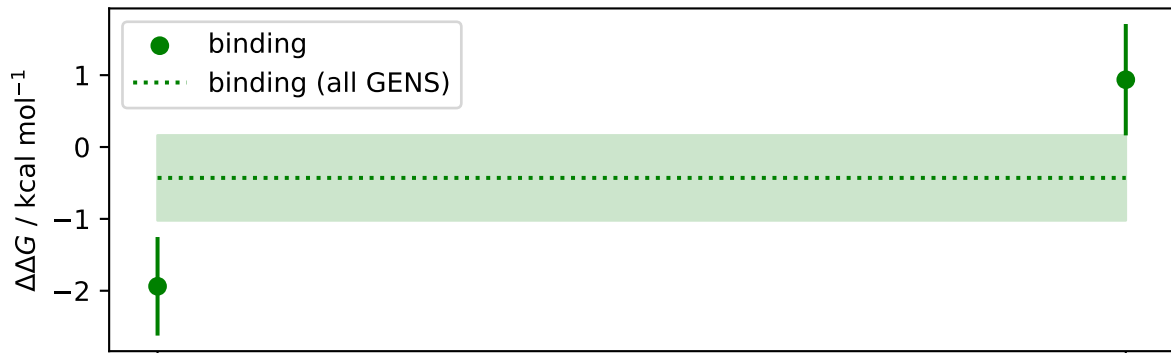 binding
binding (all GENS)
1
0
−1
−2
ΔΔG / kcal mol⁻¹